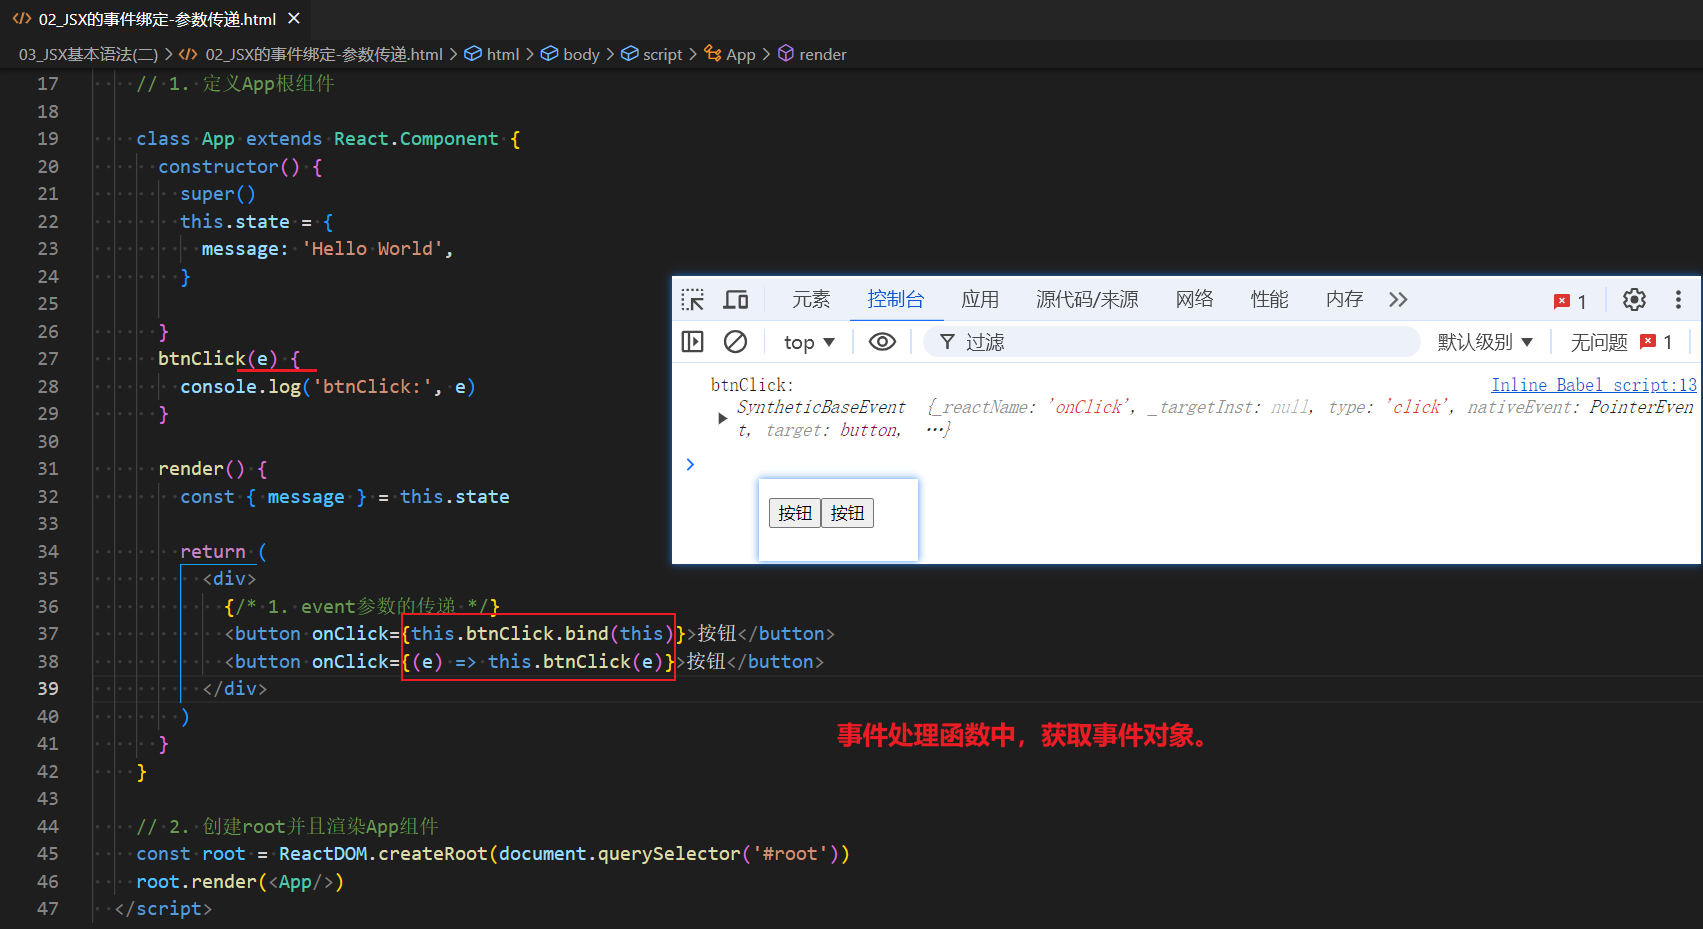 02_JSX的事件绑定-参数传递.html
03_JSX基本语法(二) > 02_JSX的事件绑定-参数传递.html > html > body > script > App > render
17 // 1. 定义App根组件
18
19 class App extends React.Component {
20 constructor() {
21 super()
22 this.state = {
23 message: 'Hello World',
24 }
25
26 }
27 btnClick(e) {
28 console.log('btnClick:', e)
29 }
30
31 render() {
32 const { message } = this.state
33
34 return (
35 <div>
36 {/* 1. event参数的传递 */}
37 <button onClick={this.btnClick.bind(this)}>按钮</button>
38 <button onClick={(e) => this.btnClick(e)}>按钮</button>
39 </div>
40 )
41 }
42 }
43
44 // 2. 创建root并且渲染App组件
45 const root = ReactDOM.createRoot(document.querySelector('#root'))
46 root.render(<App/>)
47 </script>
元素 控制台 应用 源代码/来源 网络 性能 内存 1
top 过滤 默认级别 无问题 1
btnClick: Inline Babel script:13
SyntheticBaseEvent {_reactName: 'onClick', _targetInst: null, type: 'click', nativeEvent: PointerEven
t, target: button, …}
按钮 按钮
事件处理函数中，获取事件对象。